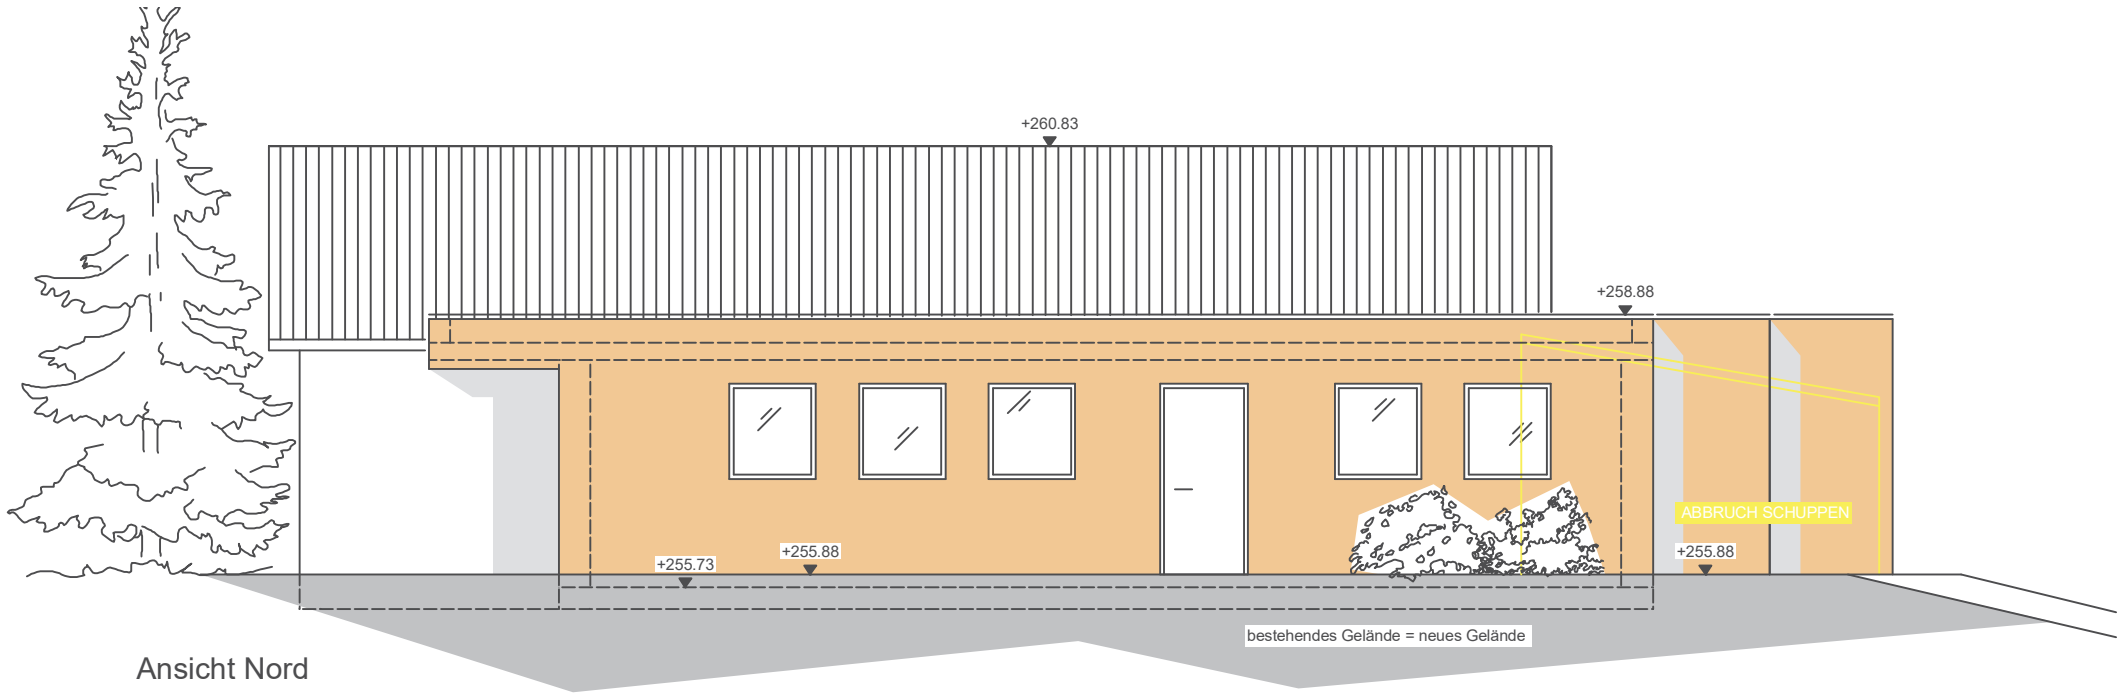 +260.83
+258.88
ABBRUCH SCHUPPEN
+255.73
+255.88
+255.88
bestehendes Gelände = neues Gelände
Ansicht Nord